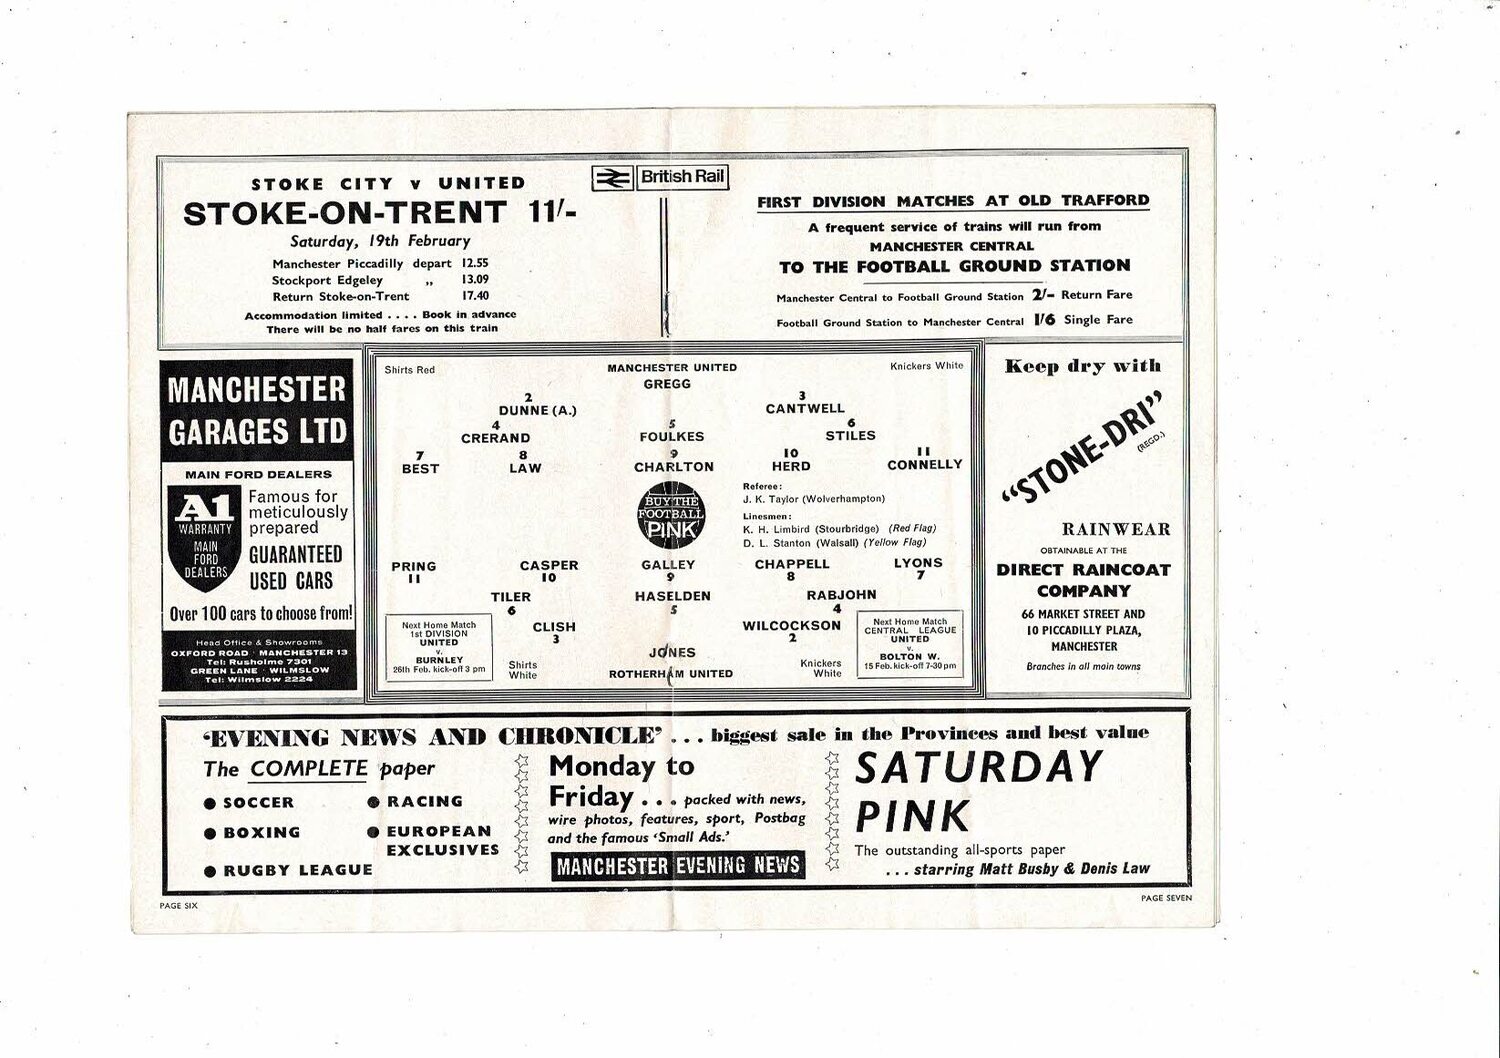 STOKE CITY v UNITED
STOKE-ON-TRENT 11/-
Saturday, 19th February
Manchester Piccadilly depart 12.55
Stockport Edgeley ,, 13.09
Return Stoke-on-Trent 17.40
Accommodation limited . . . . Book in advance
There will be no half fares on this train
British Rail
FIRST DIVISION MATCHES AT OLD TRAFFORD
A frequent service of trains will run from
MANCHESTER CENTRAL
TO THE FOOTBALL GROUND STATION
Manchester Central to Football Ground Station 2/- Return Fare
Football Ground Station to Manchester Central 1/6 Single Fare
MANCHESTER
GARAGES LTD
MAIN FORD DEALERS
A1
WARRANTY
MAIN
FORD
DEALERS
Famous for
meticulously
prepared
GUARANTEED
USED CARS
Over 100 cars to choose from!
Head Office & Showrooms
OXFORD ROAD · MANCHESTER 13
Tel: Rusholme 7301
GREEN LANE · WILMSLOW
Tel: Wilmslow 2224
Shirts Red
MANCHESTER UNITED
Knickers White
GREGG
2
DUNNE (A.)
3
CANTWELL
4
CRERAND
5
FOULKES
6
STILES
7
BEST
8
LAW
9
CHARLTON
10
HERD
11
CONNELLY
BUY THE
FOOTBALL
PINK
Referee:
J. K. Taylor (Wolverhampton)
Linesmen:
K. H. Limbird (Stourbridge) (Red Flag)
D. L. Stanton (Walsall) (Yellow Flag)
PRING
11
CASPER
10
GALLEY
9
CHAPPELL
8
LYONS
7
TILER
6
HASELDEN
5
RABJOHN
4
CLISH
3
WILCOCKSON
2
JONES
Next Home Match
1st DIVISION
UNITED
v.
BURNLEY
26th Feb. kick-off 3 pm
Shirts
White
ROTHERHAM UNITED
Knickers
White
Next Home Match
CENTRAL LEAGUE
UNITED
v.
BOLTON W.
15 Feb. kick-off 7-30 pm
Keep dry with
“STONE-DRI”
(REGD.)
RAINWEAR
OBTAINABLE AT THE
DIRECT RAINCOAT
COMPANY
66 MARKET STREET AND
10 PICCADILLY PLAZA,
MANCHESTER
Branches in all main towns
‘EVENING NEWS AND CHRONICLE’ . . . biggest sale in the Provinces and best value
The COMPLETE paper
● SOCCER
● RACING
● BOXING
● EUROPEAN
EXCLUSIVES
● RUGBY LEAGUE
Monday to
Friday . . . packed with news,
wire photos, features, sport, Postbag
and the famous ‘Small Ads.’
MANCHESTER EVENING NEWS
SATURDAY
PINK
The outstanding all-sports paper
. . . starring Matt Busby & Denis Law
PAGE SIX
PAGE SEVEN